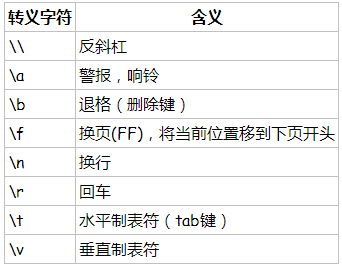 转义字符 含义
\\ 反斜杠
\a 警报，响铃
\b 退格（删除键）
\f 换页(FF)，将当前位置移到下页开头
\n 换行
\r 回车
\t 水平制表符（tab键）
\v 垂直制表符